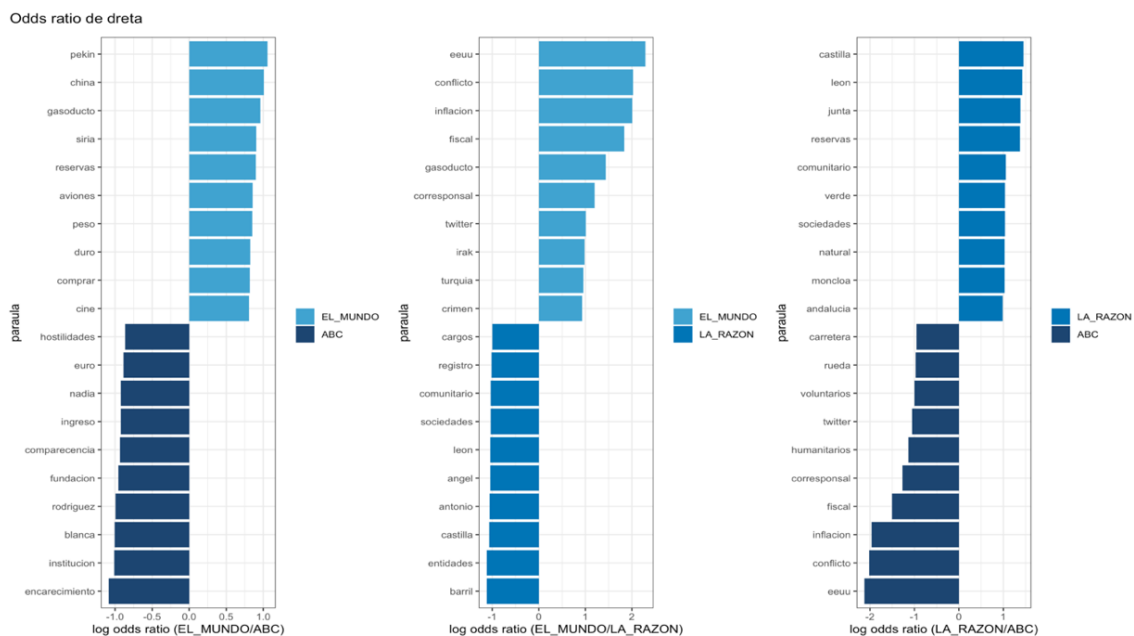 Odds ratio de dreta
paraula
pekin
china
gasoducto
siria
reservas
aviones
peso
duro
comprar
cine
hostilidades
euro
nadia
ingreso
comparecencia
fundacion
rodriguez
blanca
institucion
encarecimiento
-1.0 -0.5 0.0 0.5 1.0
log odds ratio (EL_MUNDO/ABC)
EL_MUNDO
ABC
paraula
eeuu
conflicto
inflacion
fiscal
gasoducto
corresponsal
twitter
irak
turquia
crimen
cargos
registro
comunitario
sociedades
leon
angel
antonio
castilla
entidades
barril
-1 0 1 2
log odds ratio (EL_MUNDO/LA_RAZON)
EL_MUNDO
LA_RAZON
paraula
castilla
leon
junta
reservas
comunitario
verde
sociedades
natural
moncloa
andalucia
carretera
rueda
voluntarios
twitter
humanitarios
corresponsal
fiscal
inflacion
conflicto
eeuu
-2 -1 0 1
log odds ratio (LA_RAZON/ABC)
LA_RAZON
ABC